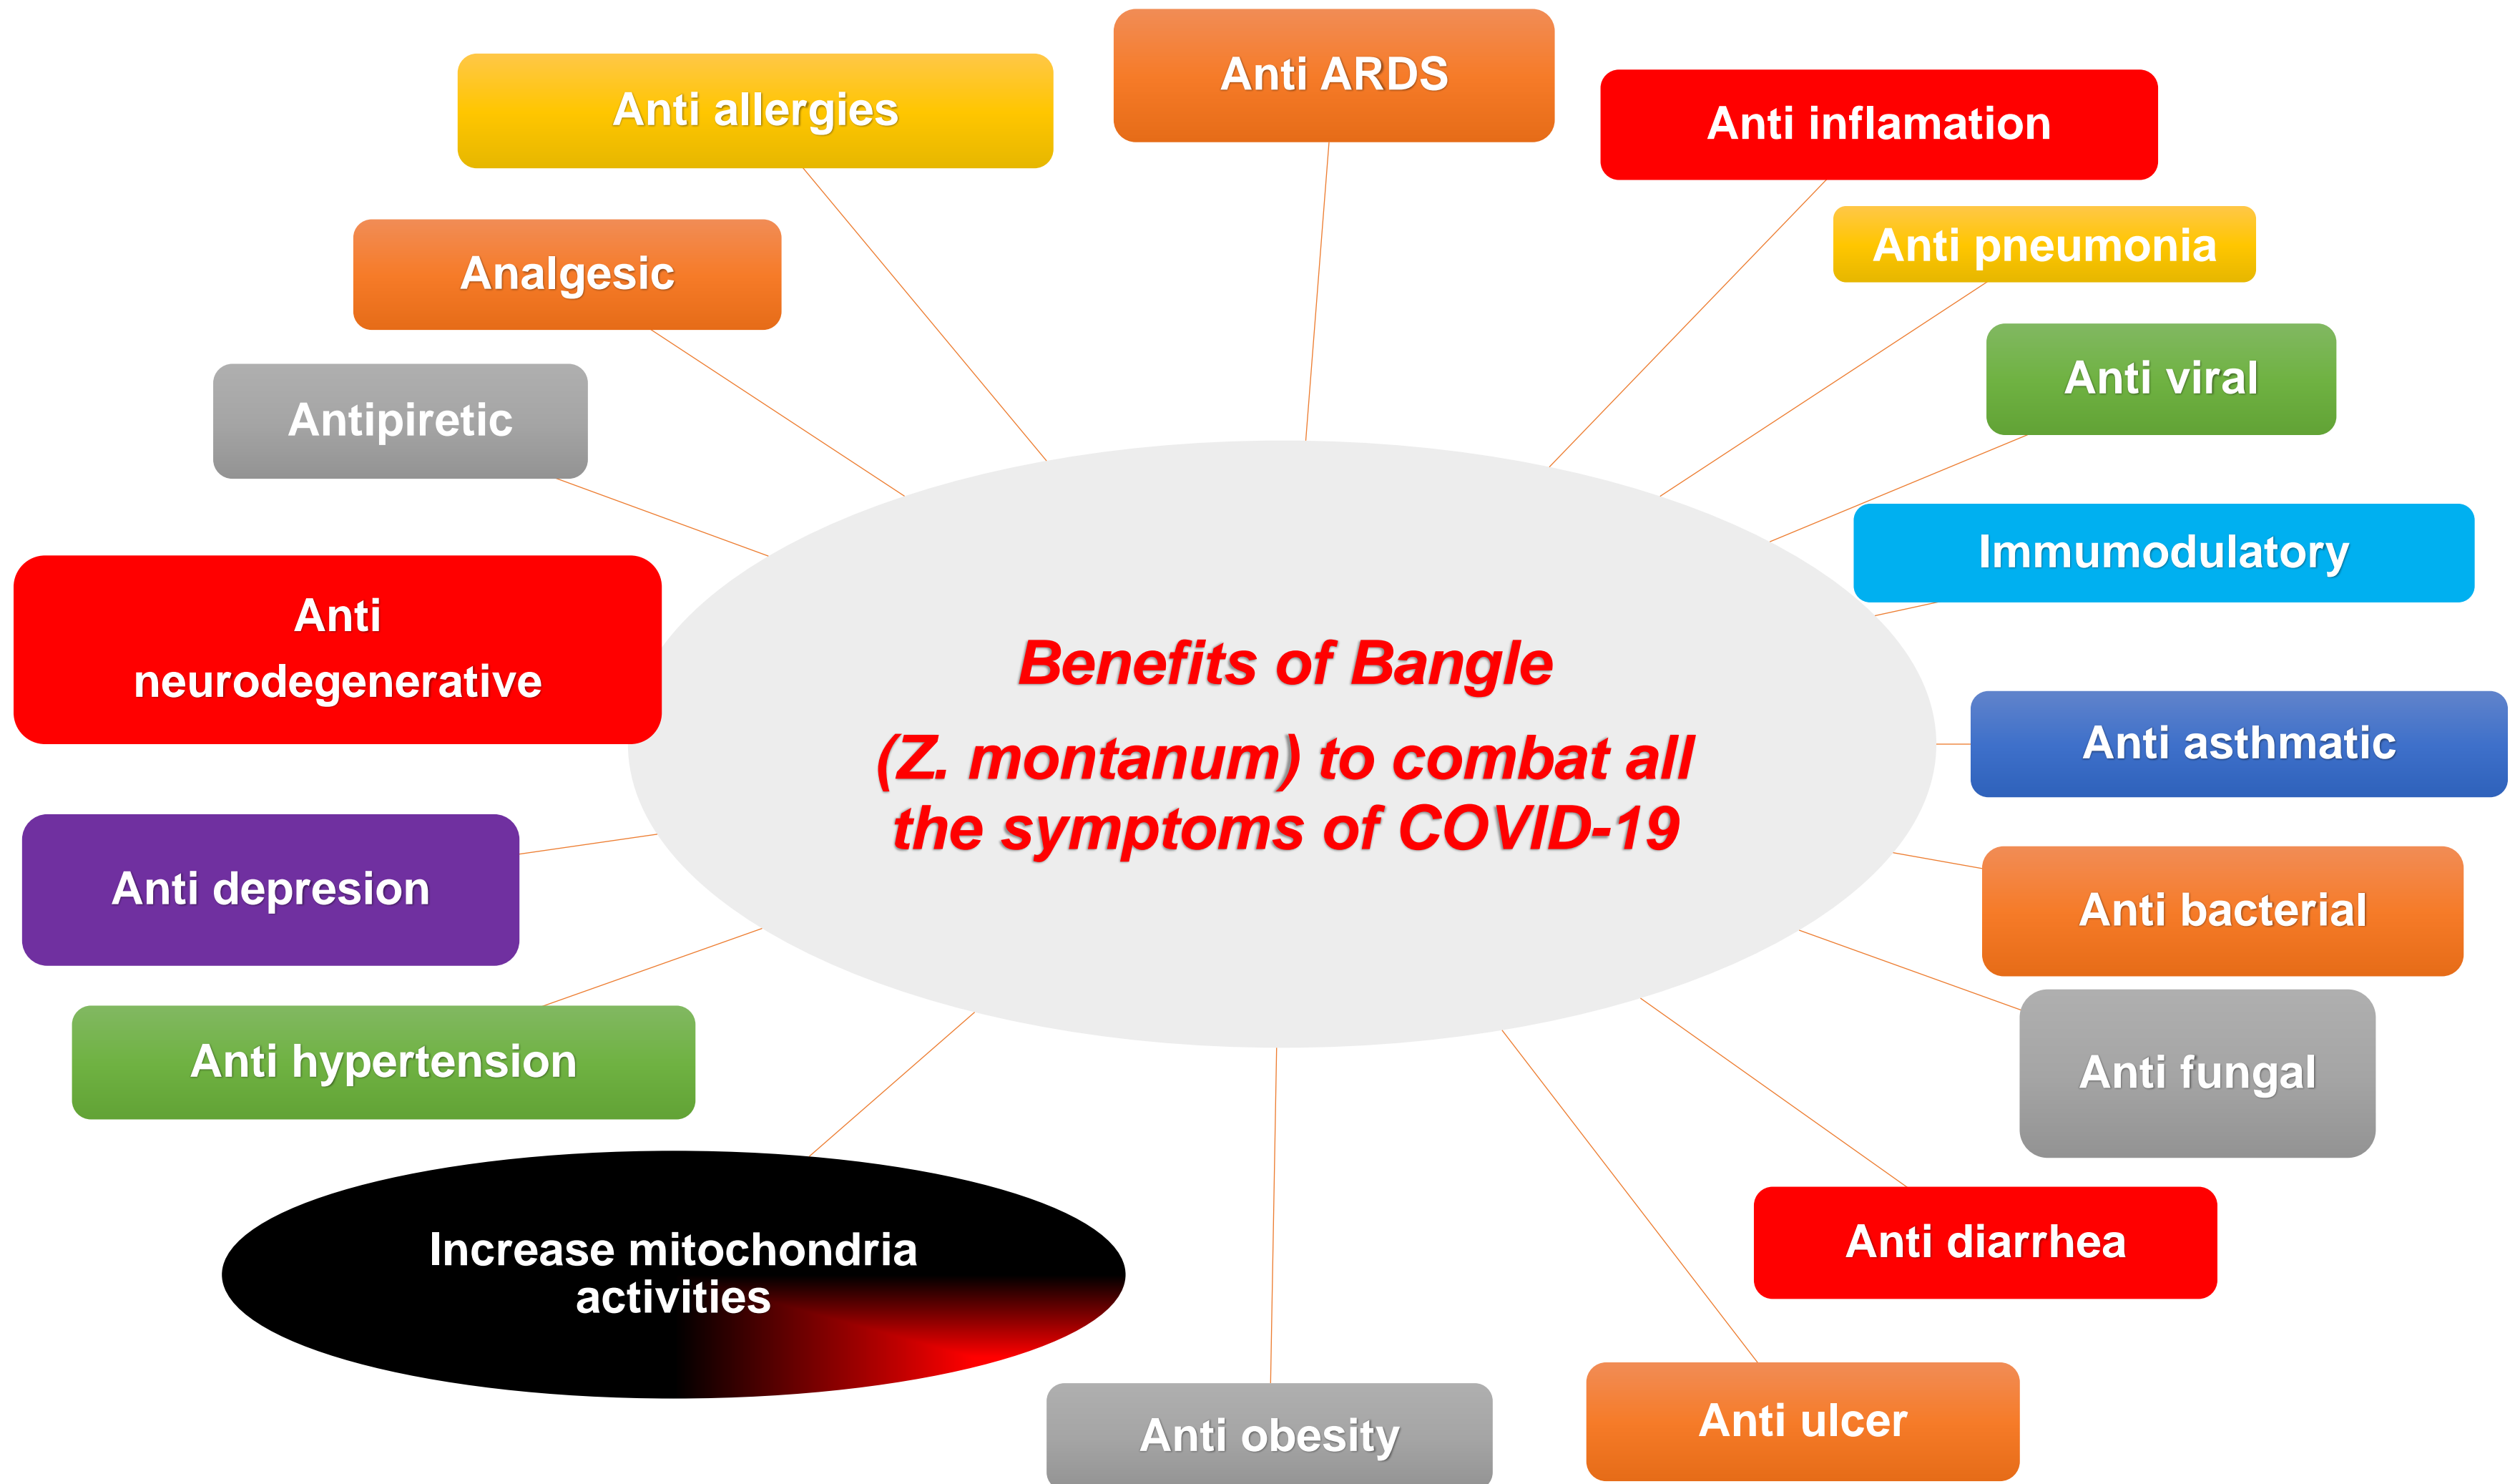 Anti ARDS
Anti allergies
Anti inflamation
Anti pneumonia
Analgesic
Anti viral
Antipiretic
Immumodulatory
Anti
neurodegenerative
Benefits of Bangle
(Z. montanum) to combat all
the symptoms of COVID-19
Anti asthmatic
Anti depresion
Anti bacterial
Anti hypertension
Anti fungal
Increase mitochondria
activities
Anti diarrhea
Anti ulcer
Anti obesity